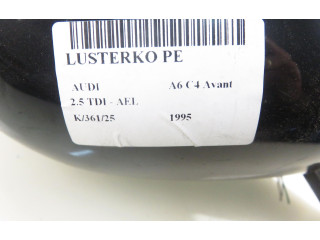 LUSTERKO PE
AUDI A6 C4 Avant
2.5 TDI - AEL
K/361/25 1995